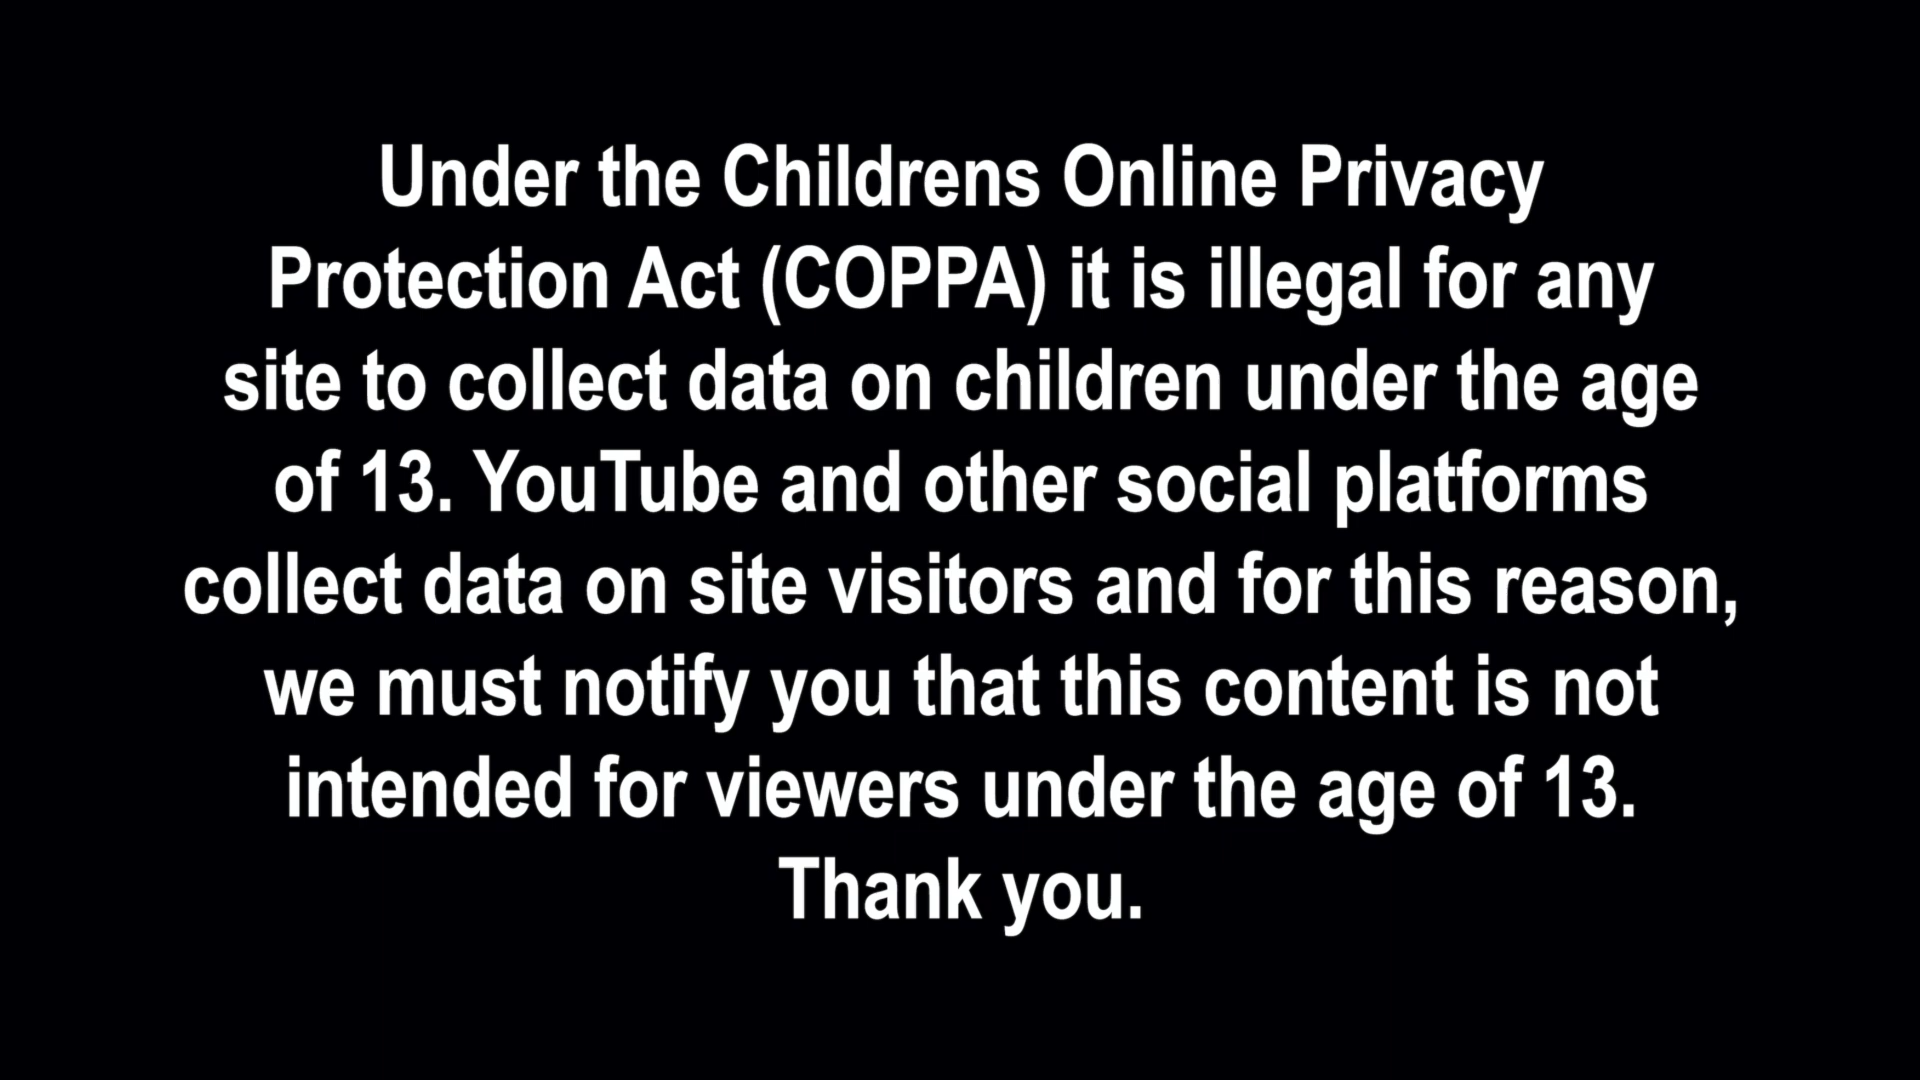 Under the Childrens Online Privacy
Protection Act (COPPA) it is illegal for any
site to collect data on children under the age
of 13. YouTube and other social platforms
collect data on site visitors and for this reason,
we must notify you that this content is not
intended for viewers under the age of 13.
Thank you.